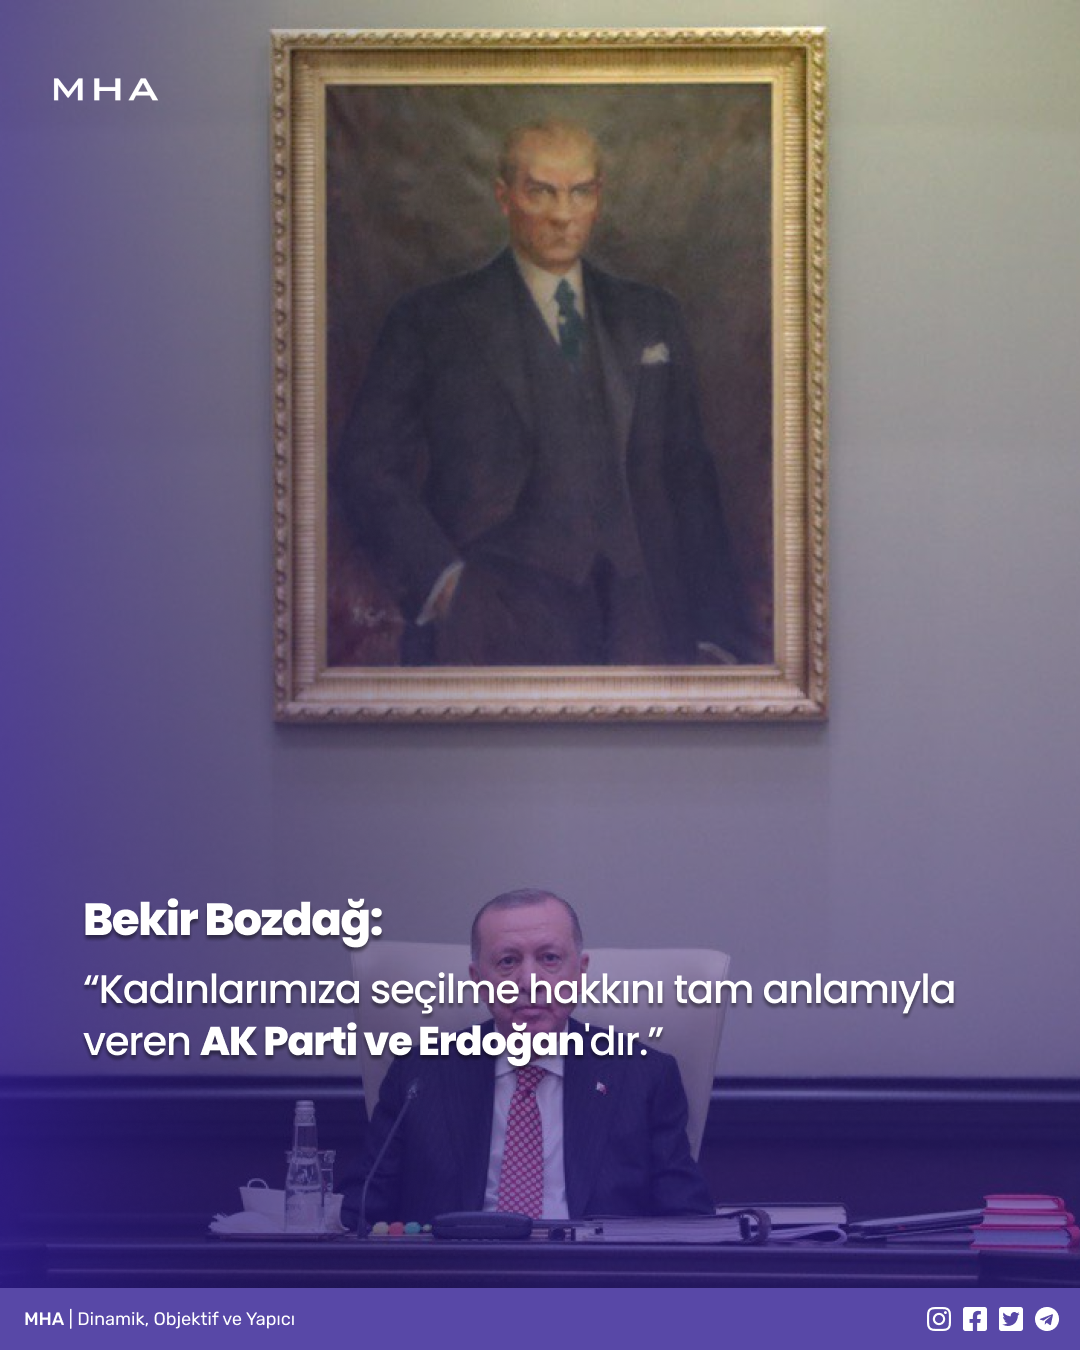 MHA
Bekir Bozdağ:
“Kadınlarımıza seçilme hakkını tam anlamıyla
veren AK Parti ve Erdoğan'dır.”
MHA | Dinamik, Objektif ve Yapıcı